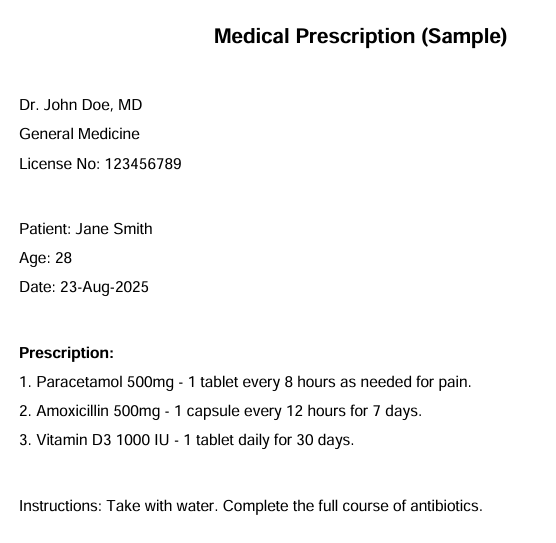 Medical Prescription (Sample)
Dr. John Doe, MD
General Medicine
License No: 123456789
Patient: Jane Smith
Age: 28
Date: 23-Aug-2025
Prescription:
1. Paracetamol 500mg - 1 tablet every 8 hours as needed for pain.
2. Amoxicillin 500mg - 1 capsule every 12 hours for 7 days.
3. Vitamin D3 1000 IU - 1 tablet daily for 30 days.
Instructions: Take with water. Complete the full course of antibiotics.